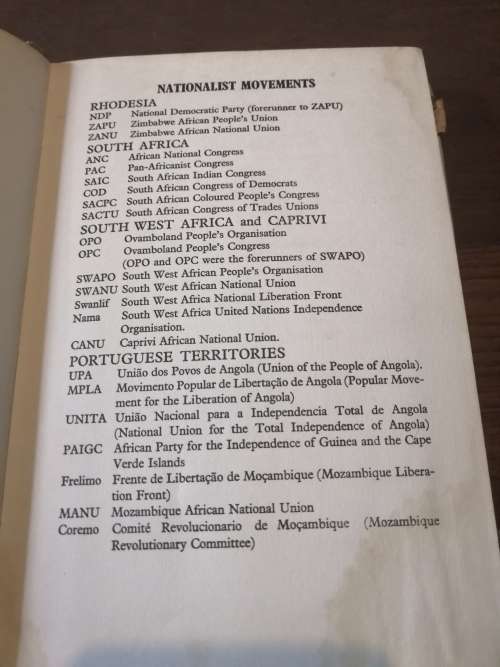 NATIONALIST MOVEMENTS
RHODESIA
NDP National Democratic Party (forerunner to ZAPU)
ZAPU Zimbabwe African People's Union
ZANU Zimbabwe African National Union
SOUTH AFRICA
ANC African National Congress
PAC Pan-Africanist Congress
SAIC South African Indian Congress
COD South African Congress of Democrats
SACPC South African Coloured People's Congress
SACTU South African Congress of Trades Unions
SOUTH WEST AFRICA and CAPRIVI
OPO Ovamboland People's Organisation
OPC Ovamboland People's Congress
(OPO and OPC were the forerunners of SWAPO)
SWAPO South West African People's Organisation
SWANU South West African National Union
Swanlif South West Africa National Liberation Front
Nama South West Africa United Nations Independence
Organisation.
CANU Caprivi African National Union.
PORTUGUESE TERRITORIES
UPA União dos Povos de Angola (Union of the People of Angola).
MPLA Movimento Popular de Libertação de Angola (Popular Move-
ment for the Liberation of Angola)
UNITA União Nacional para a Independencia Total de Angola
(National Union for the Total Independence of Angola)
PAIGC African Party for the Independence of Guinea and the Cape
Verde Islands
Frelimo Frente de Libertação de Moçambique (Mozambique Libera-
tion Front)
MANU Mozambique African National Union
Coremo Comité Revolucionario de Moçambique (Mozambique
Revolutionary Committee)